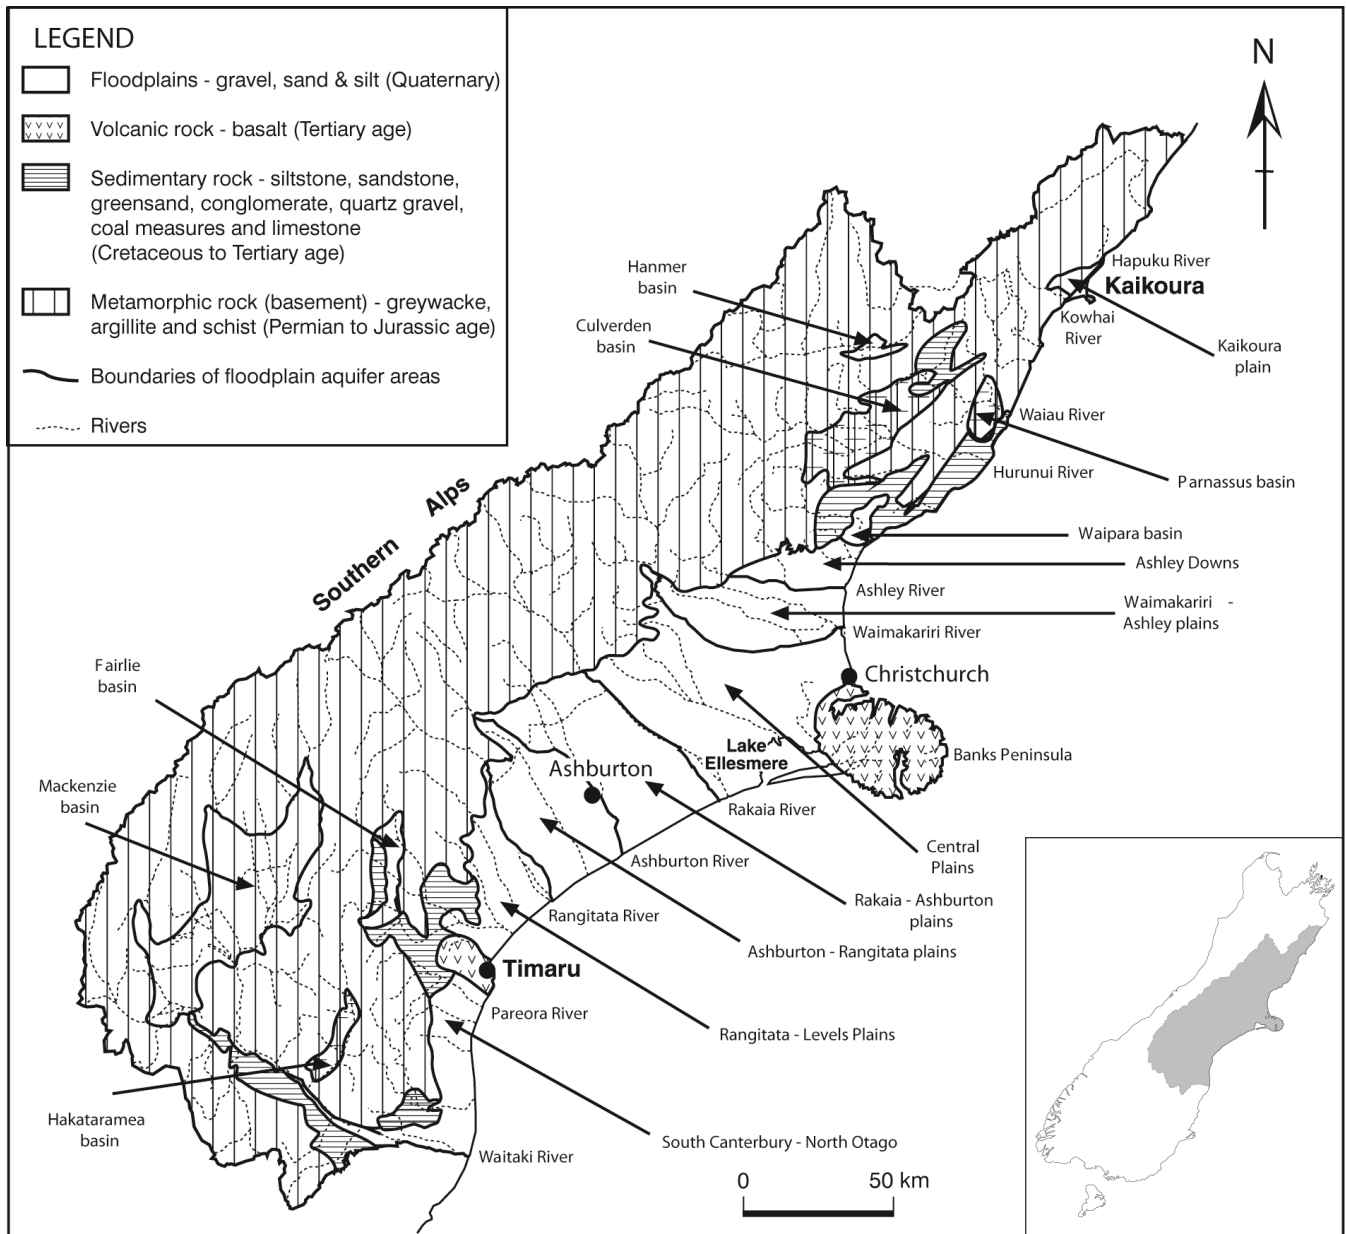 LEGEND
Floodplains - gravel, sand & silt (Quaternary)
Volcanic rock - basalt (Tertiary age)
Sedimentary rock - siltstone, sandstone,
greensand, conglomerate, quartz gravel,
coal measures and limestone
(Cretaceous to Tertiary age)
Metamorphic rock (basement) - greywacke,
argillite and schist (Permian to Jurassic age)
Boundaries of floodplain aquifer areas
Rivers
N
Hanmer
basin
Culverden
basin
Hapuku River
Kaikoura
Kowhai
River
Kaikoura
plain
Waiau River
Hurunui River
Parnassus basin
Waipara basin
Ashley Downs
Ashley River
Waimakariri -
Ashley plains
Waimakariri River
Southern Alps
Christchurch
Fairlie
basin
Lake
Ellesmere
Banks Peninsula
Ashburton
Mackenzie
basin
Rakaia River
Central
Plains
Ashburton River
Rakaia - Ashburton
plains
Rangitata River
Ashburton - Rangitata plains
Timaru
Pareora River
Rangitata - Levels Plains
Hakataramea
basin
South Canterbury - North Otago
Waitaki River
0 50 km